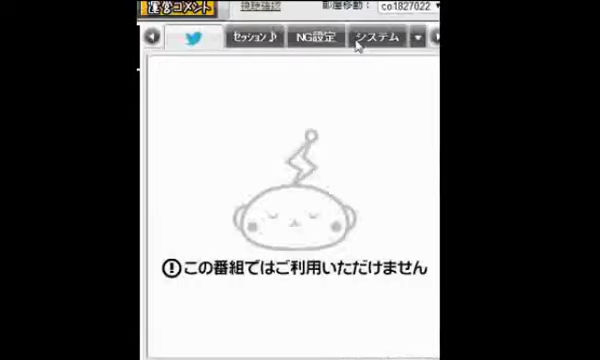 運営コメント
視聴確認
部屋移動:
co1827022
セッション♪
NG設定
システム
この番組ではご利用いただけません